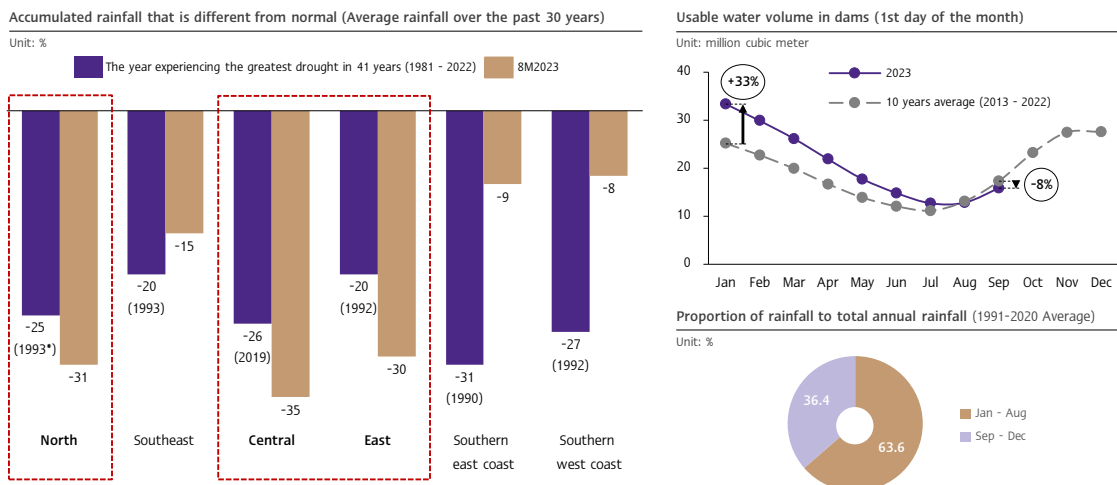 Accumulated rainfall that is different from normal (Average rainfall over the past 30 years)
Unit: %
The year experiencing the greatest drought in 41 years (1981 - 2022)
8M2023
-25
(1993*)
-31
-20
(1993)
-15
-26
(2019)
-35
-20
(1992)
-30
-31
(1990)
-9
-27
(1992)
-8
North
Southeast
Central
East
Southern
east coast
Southern
west coast
Usable water volume in dams (1st day of the month)
Unit: million cubic meter
40
30
20
10
0
+33%
2023
10 years average (2013 - 2022)
-8%
Jan Feb Mar Apr May Jun Jul Aug Sep Oct Nov Dec
Proportion of rainfall to total annual rainfall (1991-2020 Average)
Unit: %
36.4
63.6
Jan - Aug
Sep - Dec